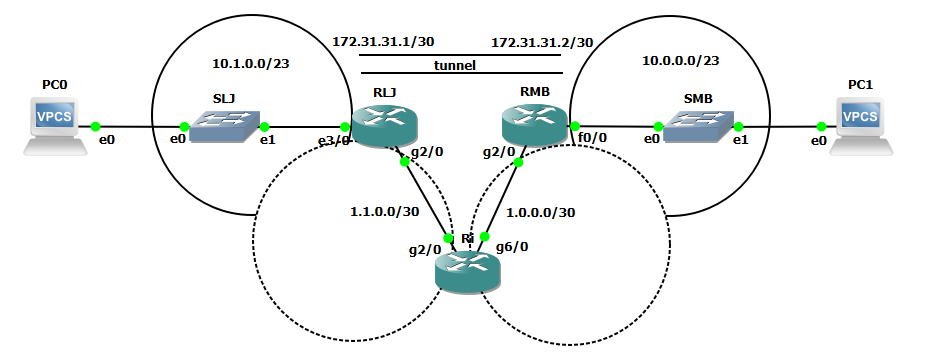 172.31.31.1/30
172.31.31.2/30
10.1.0.0/23
10.0.0.0/23
tunnel
PC0
SLJ
RLJ
RMB
SMB
PC1
VPCS
VPCS
e0
e0
e1
e3/0
f0/0
e0
e1
e0
g2/0
g2/0
1.1.0.0/30
1.0.0.0/30
Ri
g2/0
g6/0